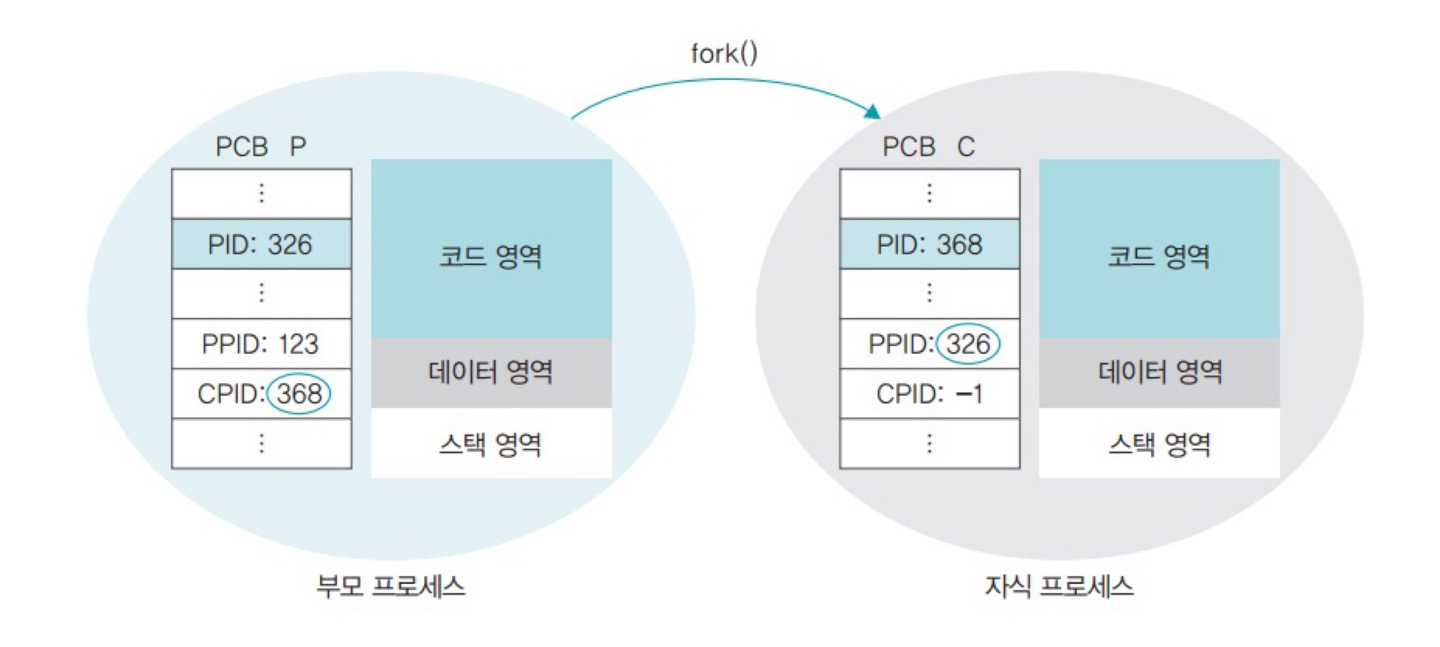 fork()
PCB P
⋮
PID: 326
⋮
PPID: 123
CPID: 368
⋮
코드 영역
데이터 영역
스택 영역
부모 프로세스
PCB C
⋮
PID: 368
⋮
PPID: 326
CPID: -1
⋮
코드 영역
데이터 영역
스택 영역
자식 프로세스